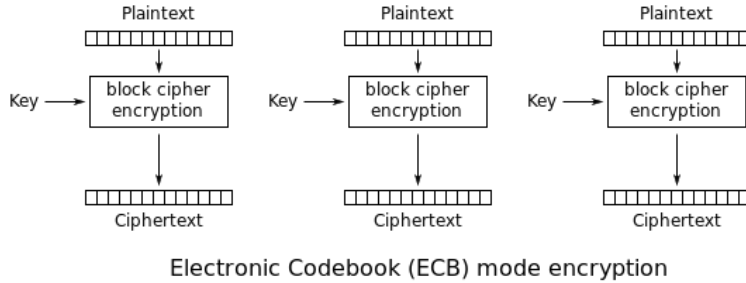 Plaintext
Plaintext
Plaintext
Key
block cipher
encryption
Key
block cipher
encryption
Key
block cipher
encryption
Ciphertext
Ciphertext
Ciphertext
Electronic Codebook (ECB) mode encryption